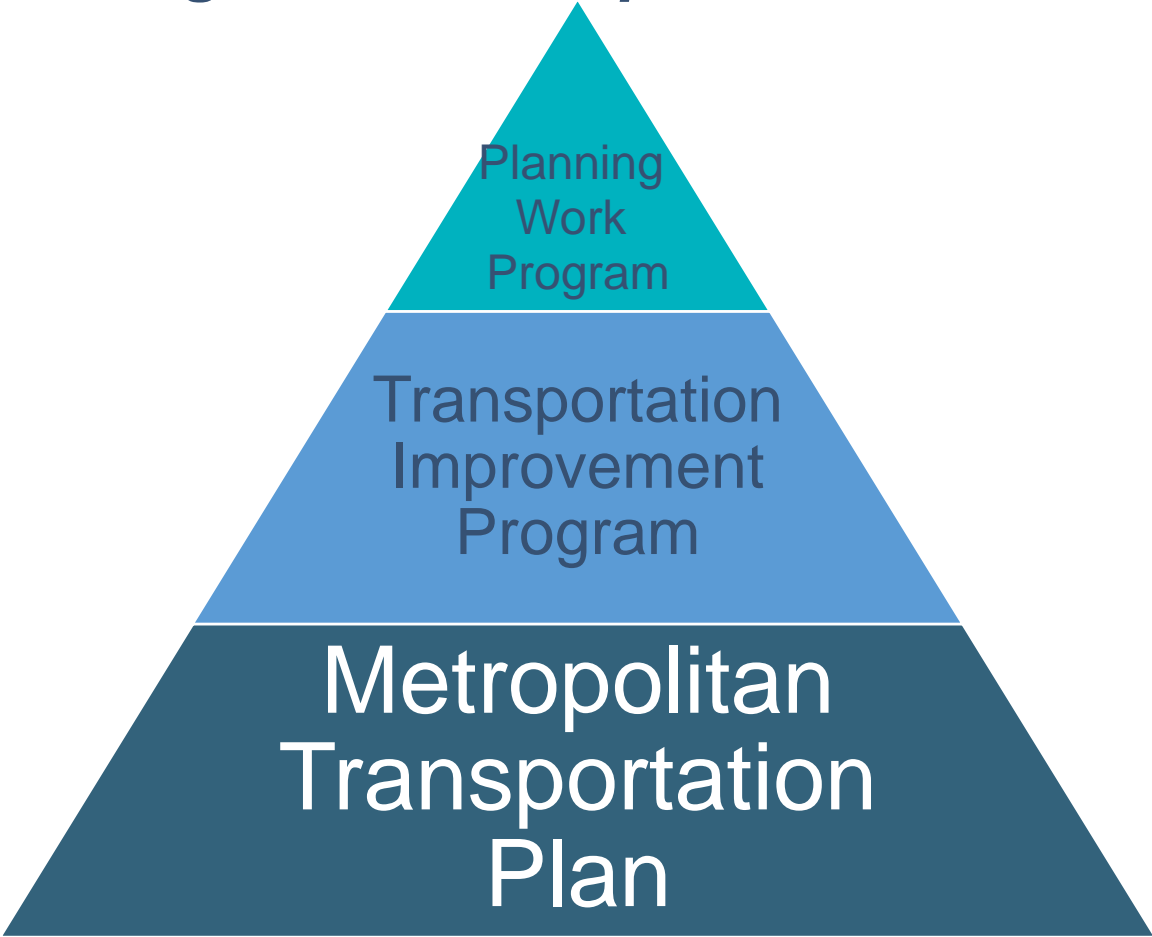 Planning
Work
Program
Transportation
Improvement
Program
Metropolitan
Transportation
Plan